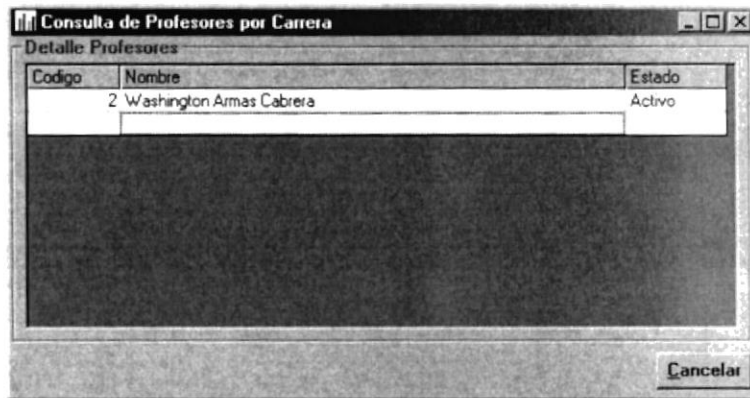 Consulta de Profesores por Carrera
Detalle Profesores
Codigo Nombre Estado
2 Washington Armas Cabrera Activo
Cancelar